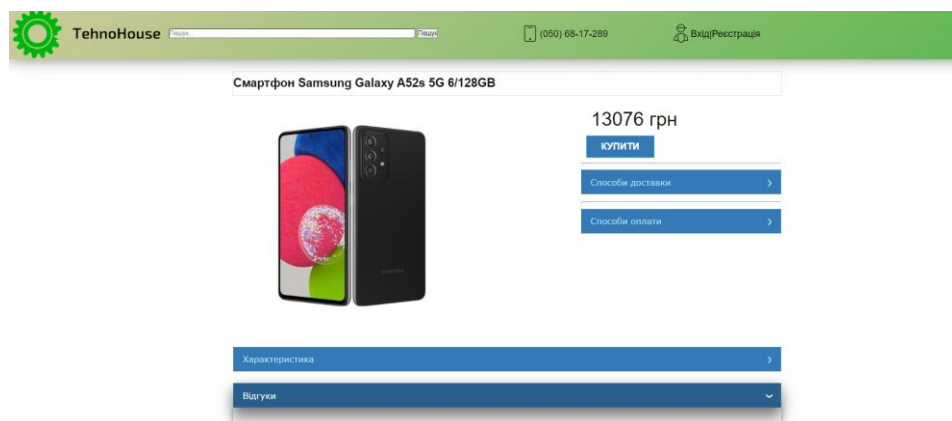 TehnoHouse Пошук... Пошук (050) 68-17-289 Вхід|Реєстрація
Смартфон Samsung Galaxy A52s 5G 6/128GB
13076 грн
КУПИТИ
Способи доставки
Способи оплати
SAMSUNG
Характеристика
Відгуки